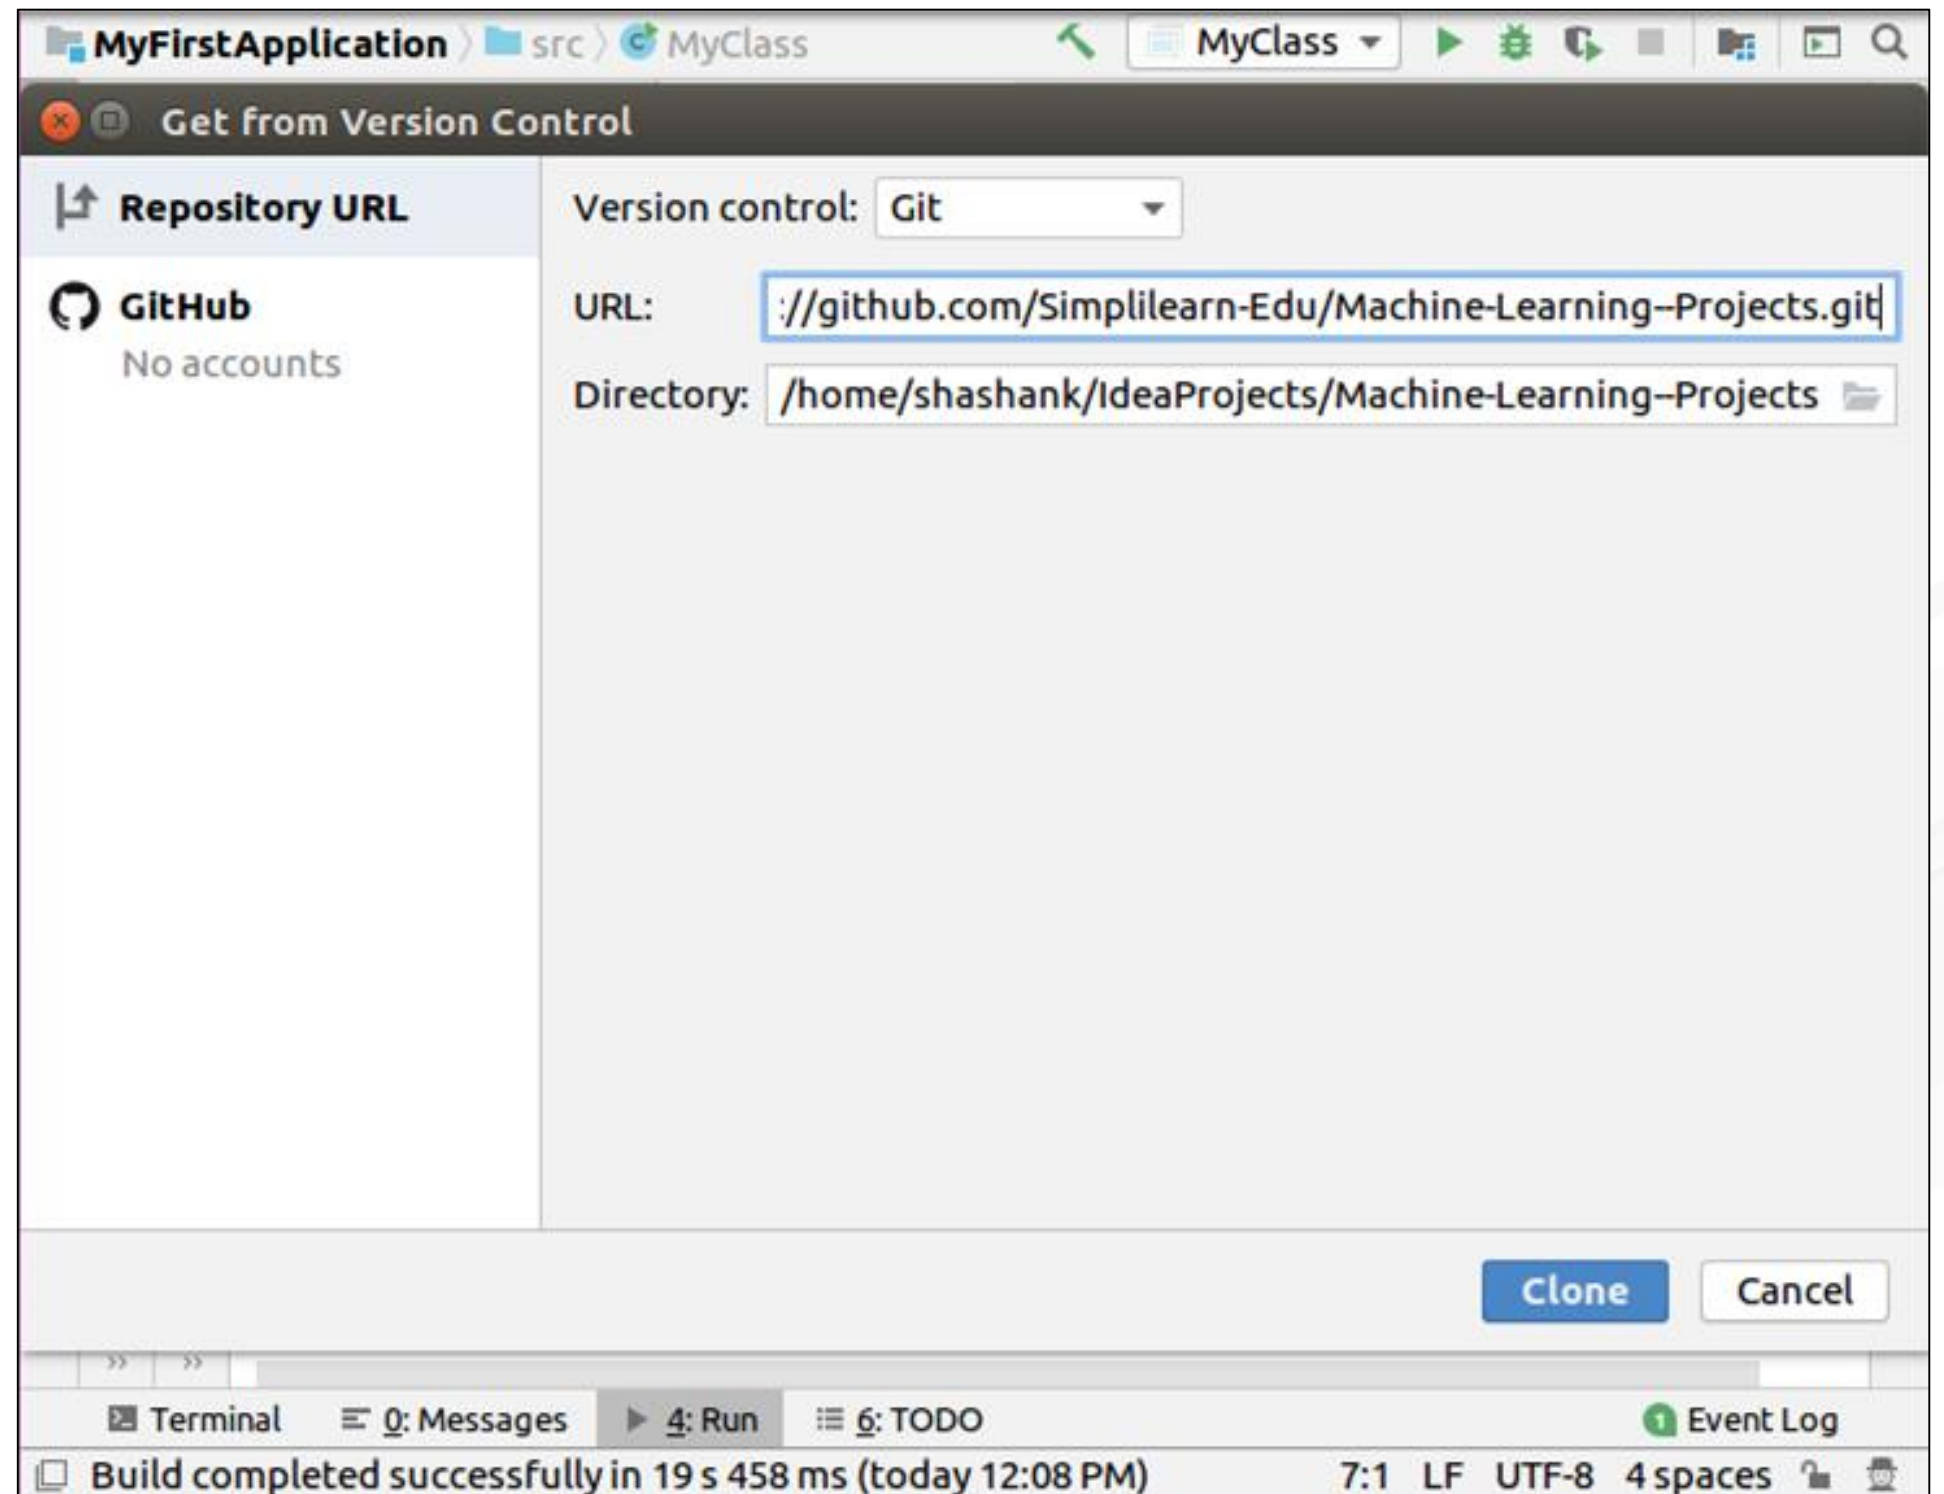 MyFirstApplication 〉 src 〉 MyClass MyClass
Get from Version Control
Repository URL
Version control: Git
GitHub
URL: ://github.com/Simplilearn-Edu/Machine-Learning--Projects.git
No accounts
Directory: /home/shashank/IdeaProjects/Machine-Learning--Projects
Clone Cancel
Terminal 0: Messages 4: Run 6: TODO 1 Event Log
Build completed successfully in 19 s 458 ms (today 12:08 PM) 7:1 LF UTF-8 4 spaces